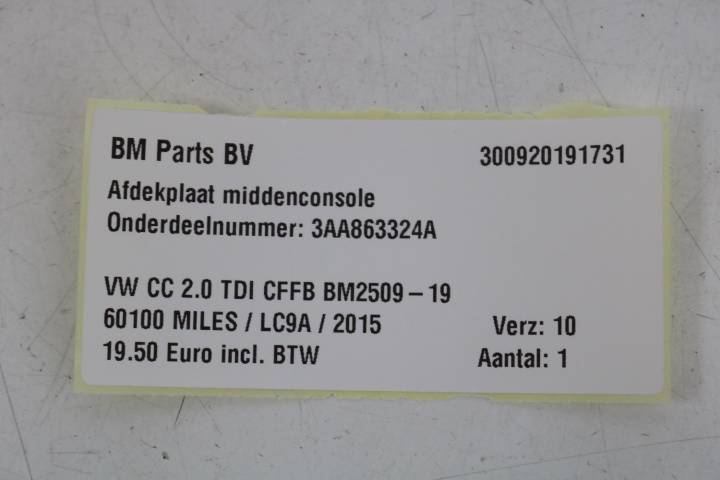 BM Parts BV 300920191731
Afdekplaat middenconsole
Onderdeelnummer: 3AA863324A
VW CC 2.0 TDI CFFB BM2509-19
60100 MILES / LC9A / 2015 Verz: 10
19.50 Euro incl. BTW Aantal: 1